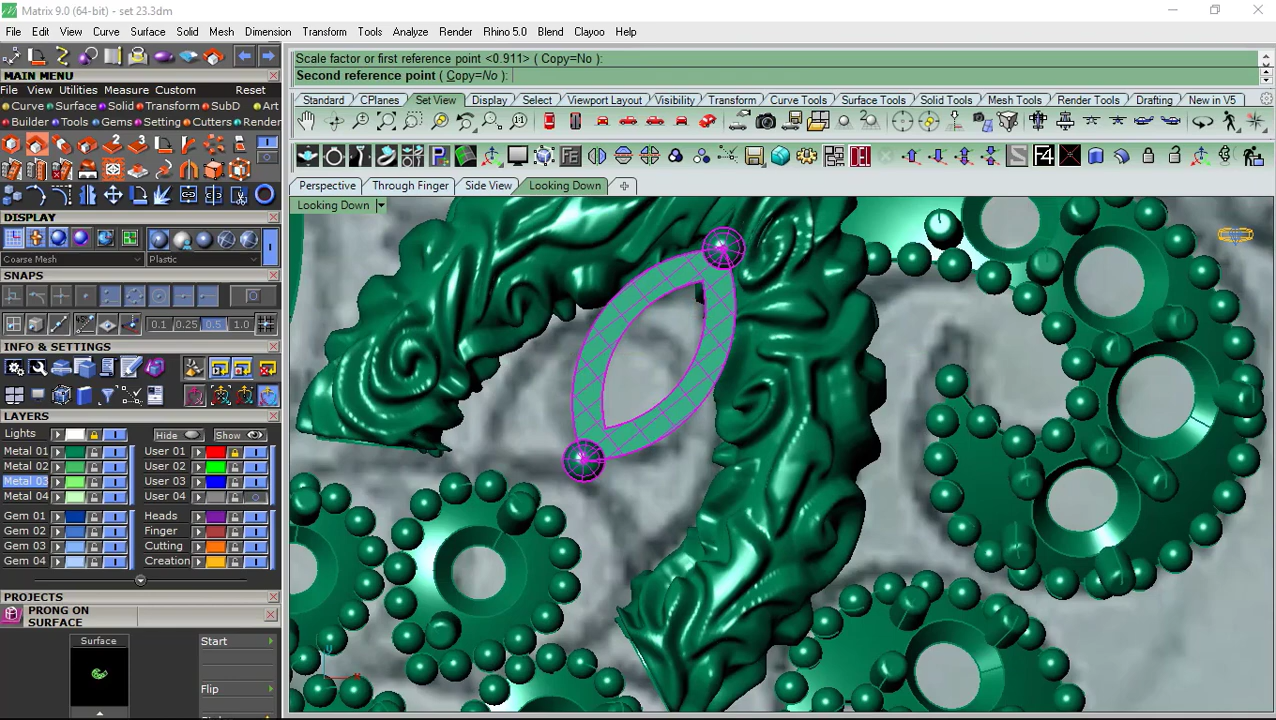 Matrix 9.0 (64-bit) - set 23.3dm
File Edit View Curve Surface Solid Mesh Dimension Transform Tools Analyze Render Rhino 5.0 Blend Clayoo Help
Scale factor or first reference point <0.911> ( Copy=No ):
Second reference point ( Copy=No ):
MAIN MENU
File View Utilities Measure Custom Reset
Curve Surface Solid Transform SubD Art
Builder Tools Gems Setting Cutters Render
Standard CPlanes Set View Display Select Viewport Layout Visibility Transform Curve Tools Surface Tools Solid Tools Mesh Tools Render Tools Drafting New in V5
Perspective Through Finger Side View Looking Down
Looking Down
DISPLAY
Coarse Mesh Plastic
SNAPS
0.1 0.25 0.5 1.0
INFO & SETTINGS
LAYERS
Lights Hide Show
Metal 01 User 01
Metal 02 User 02
Metal 03 User 03
Metal 04 User 04
Gem 01 Heads
Gem 02 Finger
Gem 03 Cutting
Gem 04 Creation
PROJECTS
PRONG ON
SURFACE
Surface Start
Flip
y
x